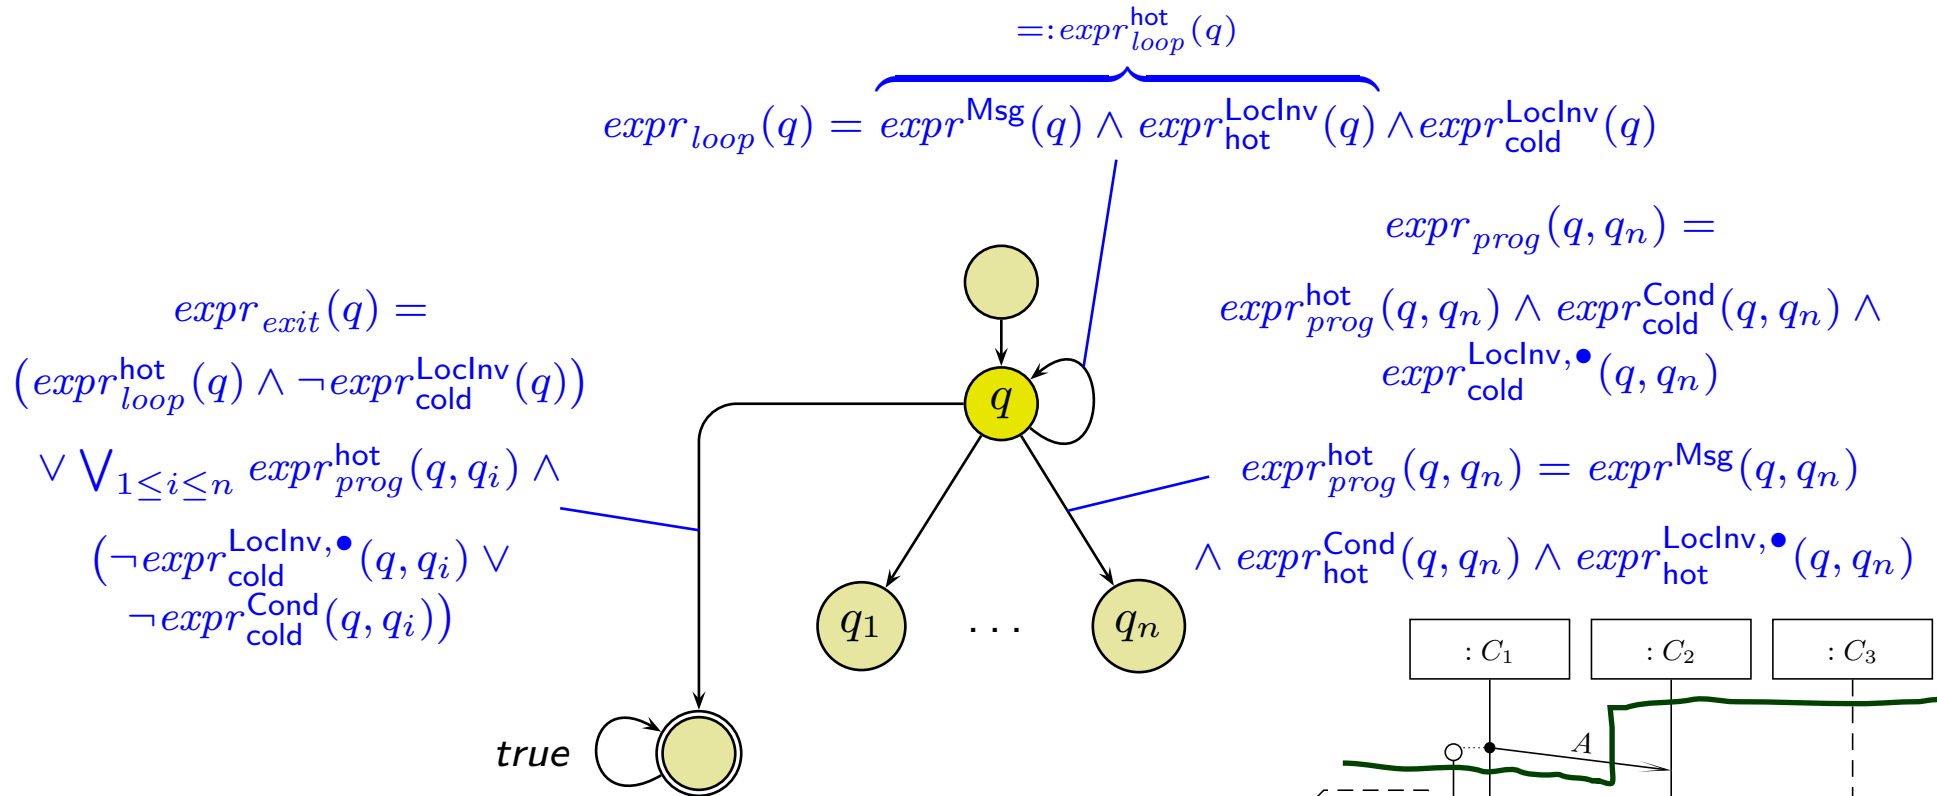 =: expr^hot_loop(q)
expr_loop(q) = expr^Msg(q) ∧ expr^LocInv_hot(q) ∧ expr^LocInv_cold(q)
expr_prog(q, q_n) =
expr^hot_prog(q, q_n) ∧ expr^Cond_cold(q, q_n) ∧
expr^LocInv,●_cold(q, q_n)
expr^hot_prog(q, q_n) = expr^Msg(q, q_n)
∧ expr^Cond_hot(q, q_n) ∧ expr^LocInv,●_hot(q, q_n)
expr_exit(q) =
(expr^hot_loop(q) ∧ ¬expr^LocInv_cold(q))
∨ ⋁_{1≤i≤n} expr^hot_prog(q, q_i) ∧
(¬expr^LocInv,●_cold(q, q_i) ∨
¬expr^Cond_cold(q, q_i))
q
q_1 ... q_n
true
: C_1
: C_2
: C_3
A